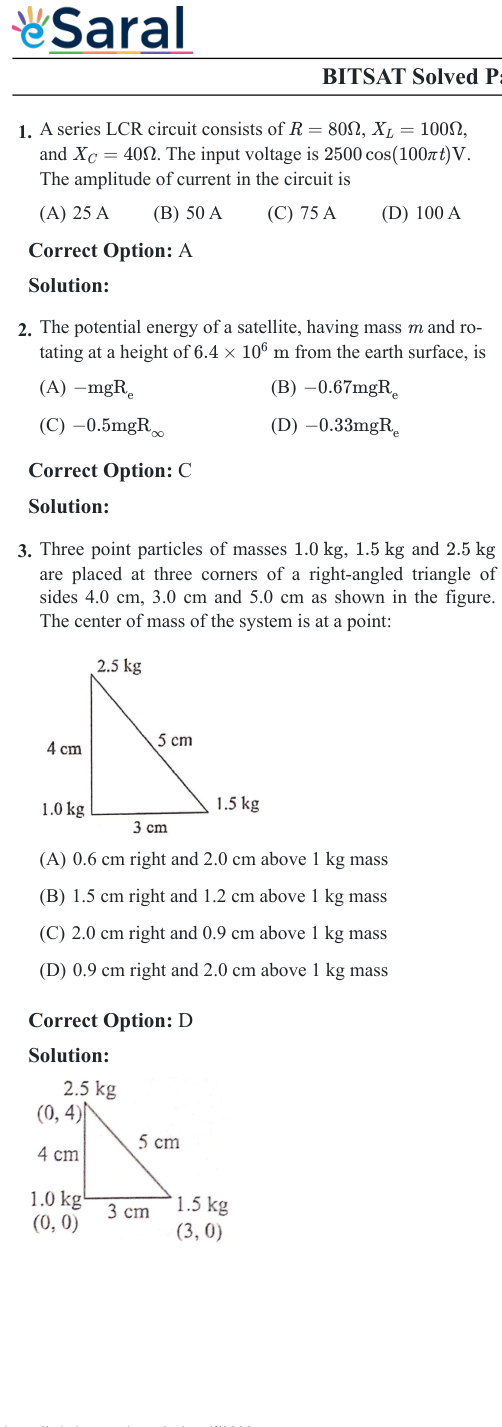 eSaral
BITSAT Solved Pa
1. A series LCR circuit consists of R = 80Ω, X_L = 100Ω,
and X_C = 40Ω. The input voltage is 2500 cos(100πt)V.
The amplitude of current in the circuit is
(A) 25 A (B) 50 A (C) 75 A (D) 100 A
Correct Option: A
Solution:
2. The potential energy of a satellite, having mass m and ro-
tating at a height of 6.4 × 10⁶ m from the earth surface, is
(A) −mgR_e (B) −0.67mgR_e
(C) −0.5mgR_∞ (D) −0.33mgR_e
Correct Option: C
Solution:
3. Three point particles of masses 1.0 kg, 1.5 kg and 2.5 kg
are placed at three corners of a right-angled triangle of
sides 4.0 cm, 3.0 cm and 5.0 cm as shown in the figure.
The center of mass of the system is at a point:
2.5 kg
4 cm 5 cm
1.0 kg 1.5 kg
3 cm
(A) 0.6 cm right and 2.0 cm above 1 kg mass
(B) 1.5 cm right and 1.2 cm above 1 kg mass
(C) 2.0 cm right and 0.9 cm above 1 kg mass
(D) 0.9 cm right and 2.0 cm above 1 kg mass
Correct Option: D
Solution:
2.5 kg
(0, 4)
5 cm
4 cm
1.0 kg 3 cm 1.5 kg
(0, 0) (3, 0)